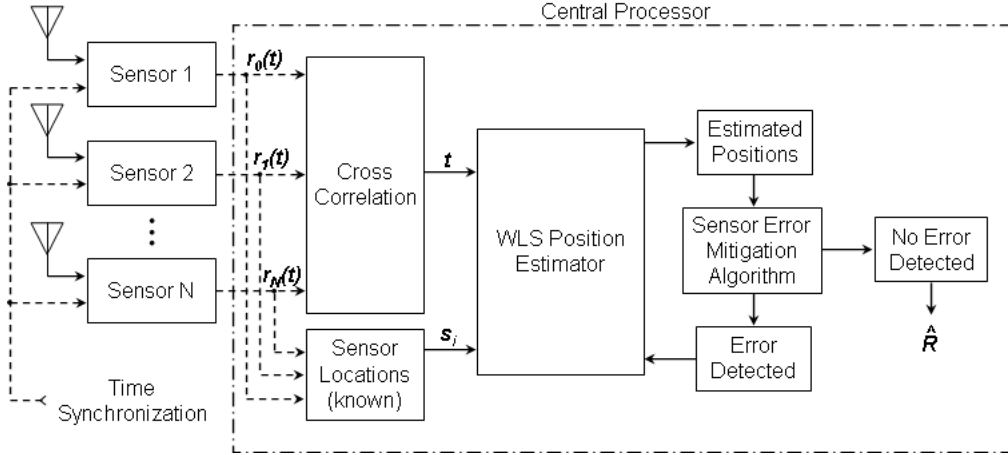 Central Processor
Sensor 1
r0(t)
Sensor 2
r1(t)
Cross
Correlation
t
Estimated
Positions
WLS Position
Estimator
Sensor Error
Mitigation
Algorithm
No Error
Detected
Sensor N
rN(t)
Sensor
Locations
(known)
si
Error
Detected
R̂
Time
Synchronization